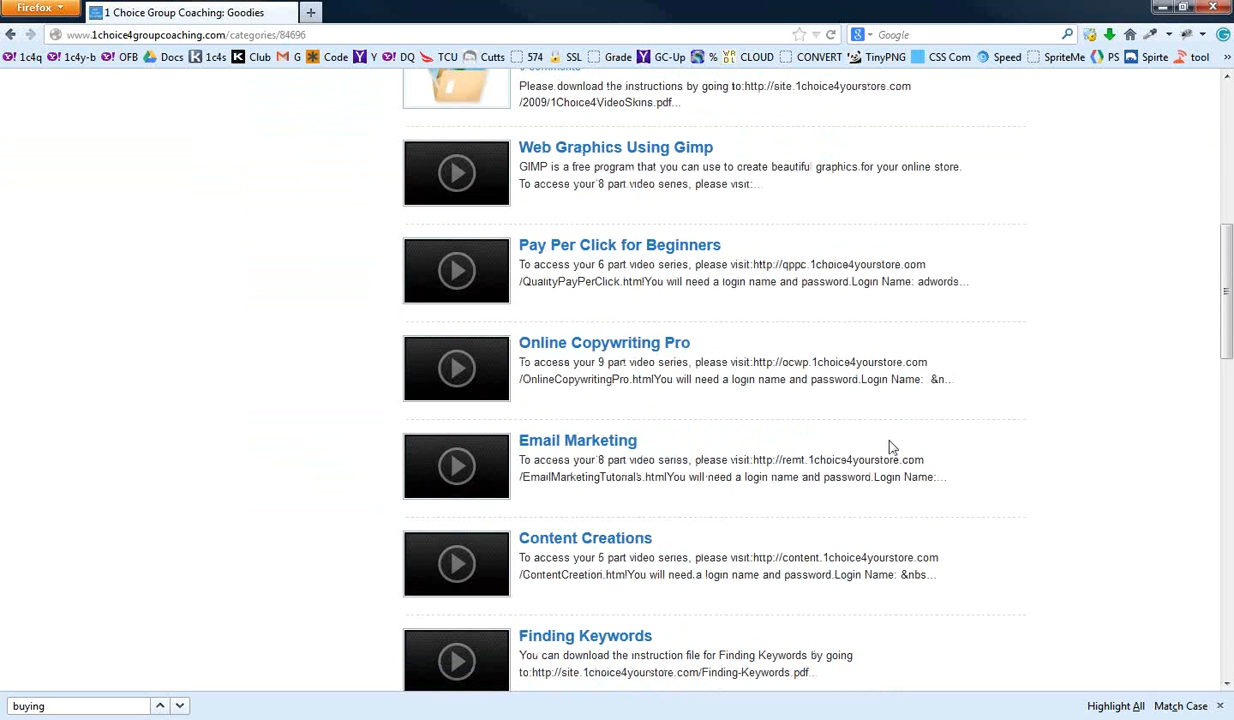 Firefox
1 Choice Group Coaching: Goodies
www.1choice4groupcoaching.com/categories/84696
Google
1c4q 1c4y-b OFB Docs 1c4s Club G Code Y DQ TCU Cutts 574 SSL Grade GC-Up % CLOUD CONVERT TinyPNG CSS Com Speed SpriteMe PS Sprite tool
Please download the instructions by going to:http://site.1choice4yourstore.com
/2009/1Choice4VideoSkins.pdf...
Web Graphics Using Gimp
GIMP is a free program that you can use to create beautiful graphics for your online store.
To access your 8 part video series, please visit:...
Pay Per Click for Beginners
To access your 6 part video series, please visit:http://qppc.1choice4yourstore.com
/QualityPayPerClick.htmlYou will need a login name and password.Login Name: adwords...
Online Copywriting Pro
To access your 9 part video series, please visit:http://ocwp.1choice4yourstore.com
/OnlineCopywritingPro.htmlYou will need a login name and password.Login Name: &n...
Email Marketing
To access your 8 part video series, please visit:http://remt.1choice4yourstore.com
/EmailMarketingTutorials.htmlYou will need a login name and password.Login Name:...
Content Creations
To access your 5 part video series, please visit:http://content.1choice4yourstore.com
/ContentCreation.htmlYou will need a login name and password.Login Name: &nbs...
Finding Keywords
You can download the instruction file for Finding Keywords by going
to:http://site.1choice4yourstore.com/Finding-Keywords.pdf...
buying
Highlight All Match Case